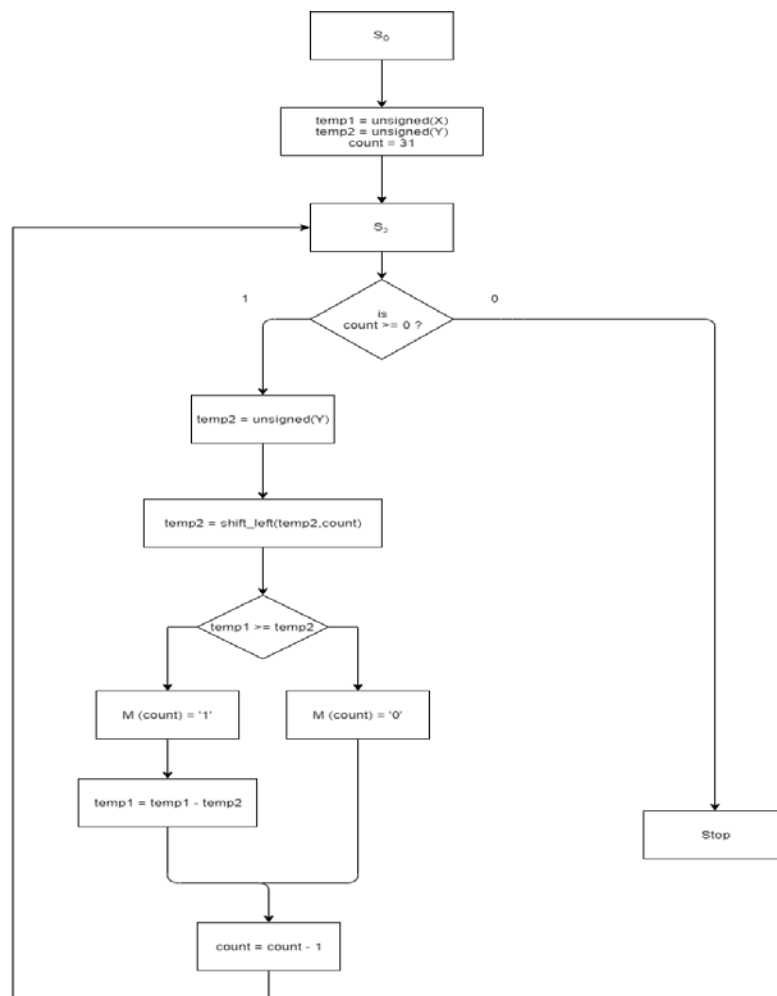 S₀
temp1 = unsigned(X)
temp2 = unsigned(Y)
count = 31
S₂
1
0
is
count >= 0 ?
temp2 = unsigned(Y)
temp2 = shift_left(temp2,count)
temp1 >= temp2
M (count) = '1'
M (count) = '0'
temp1 = temp1 - temp2
Stop
count = count - 1